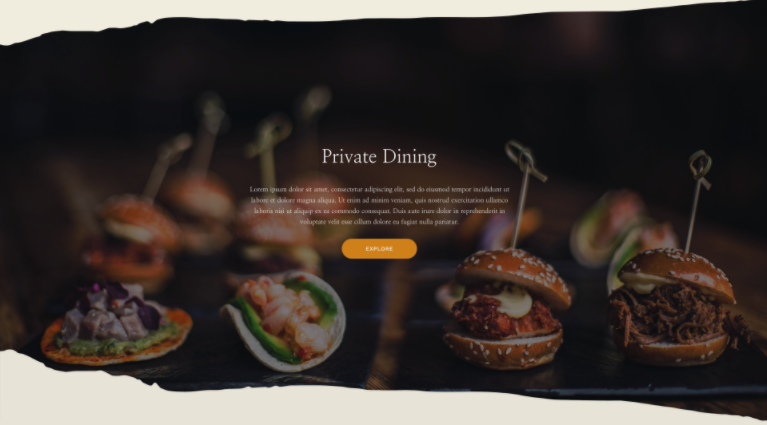 Private Dining
Lorem ipsum dolor sit amet, consectetur adipiscing elit, sed do eiusmod tempor incididunt ut
labore et dolore magna aliqua. Ut enim ad minim veniam, quis nostrud exercitation ullamco
laboris nisi ut aliquip ex ea commodo consequat. Duis aute irure dolor in reprehenderit in
voluptate velit esse cillum dolore eu fugiat nulla pariatur.
EXPLORE